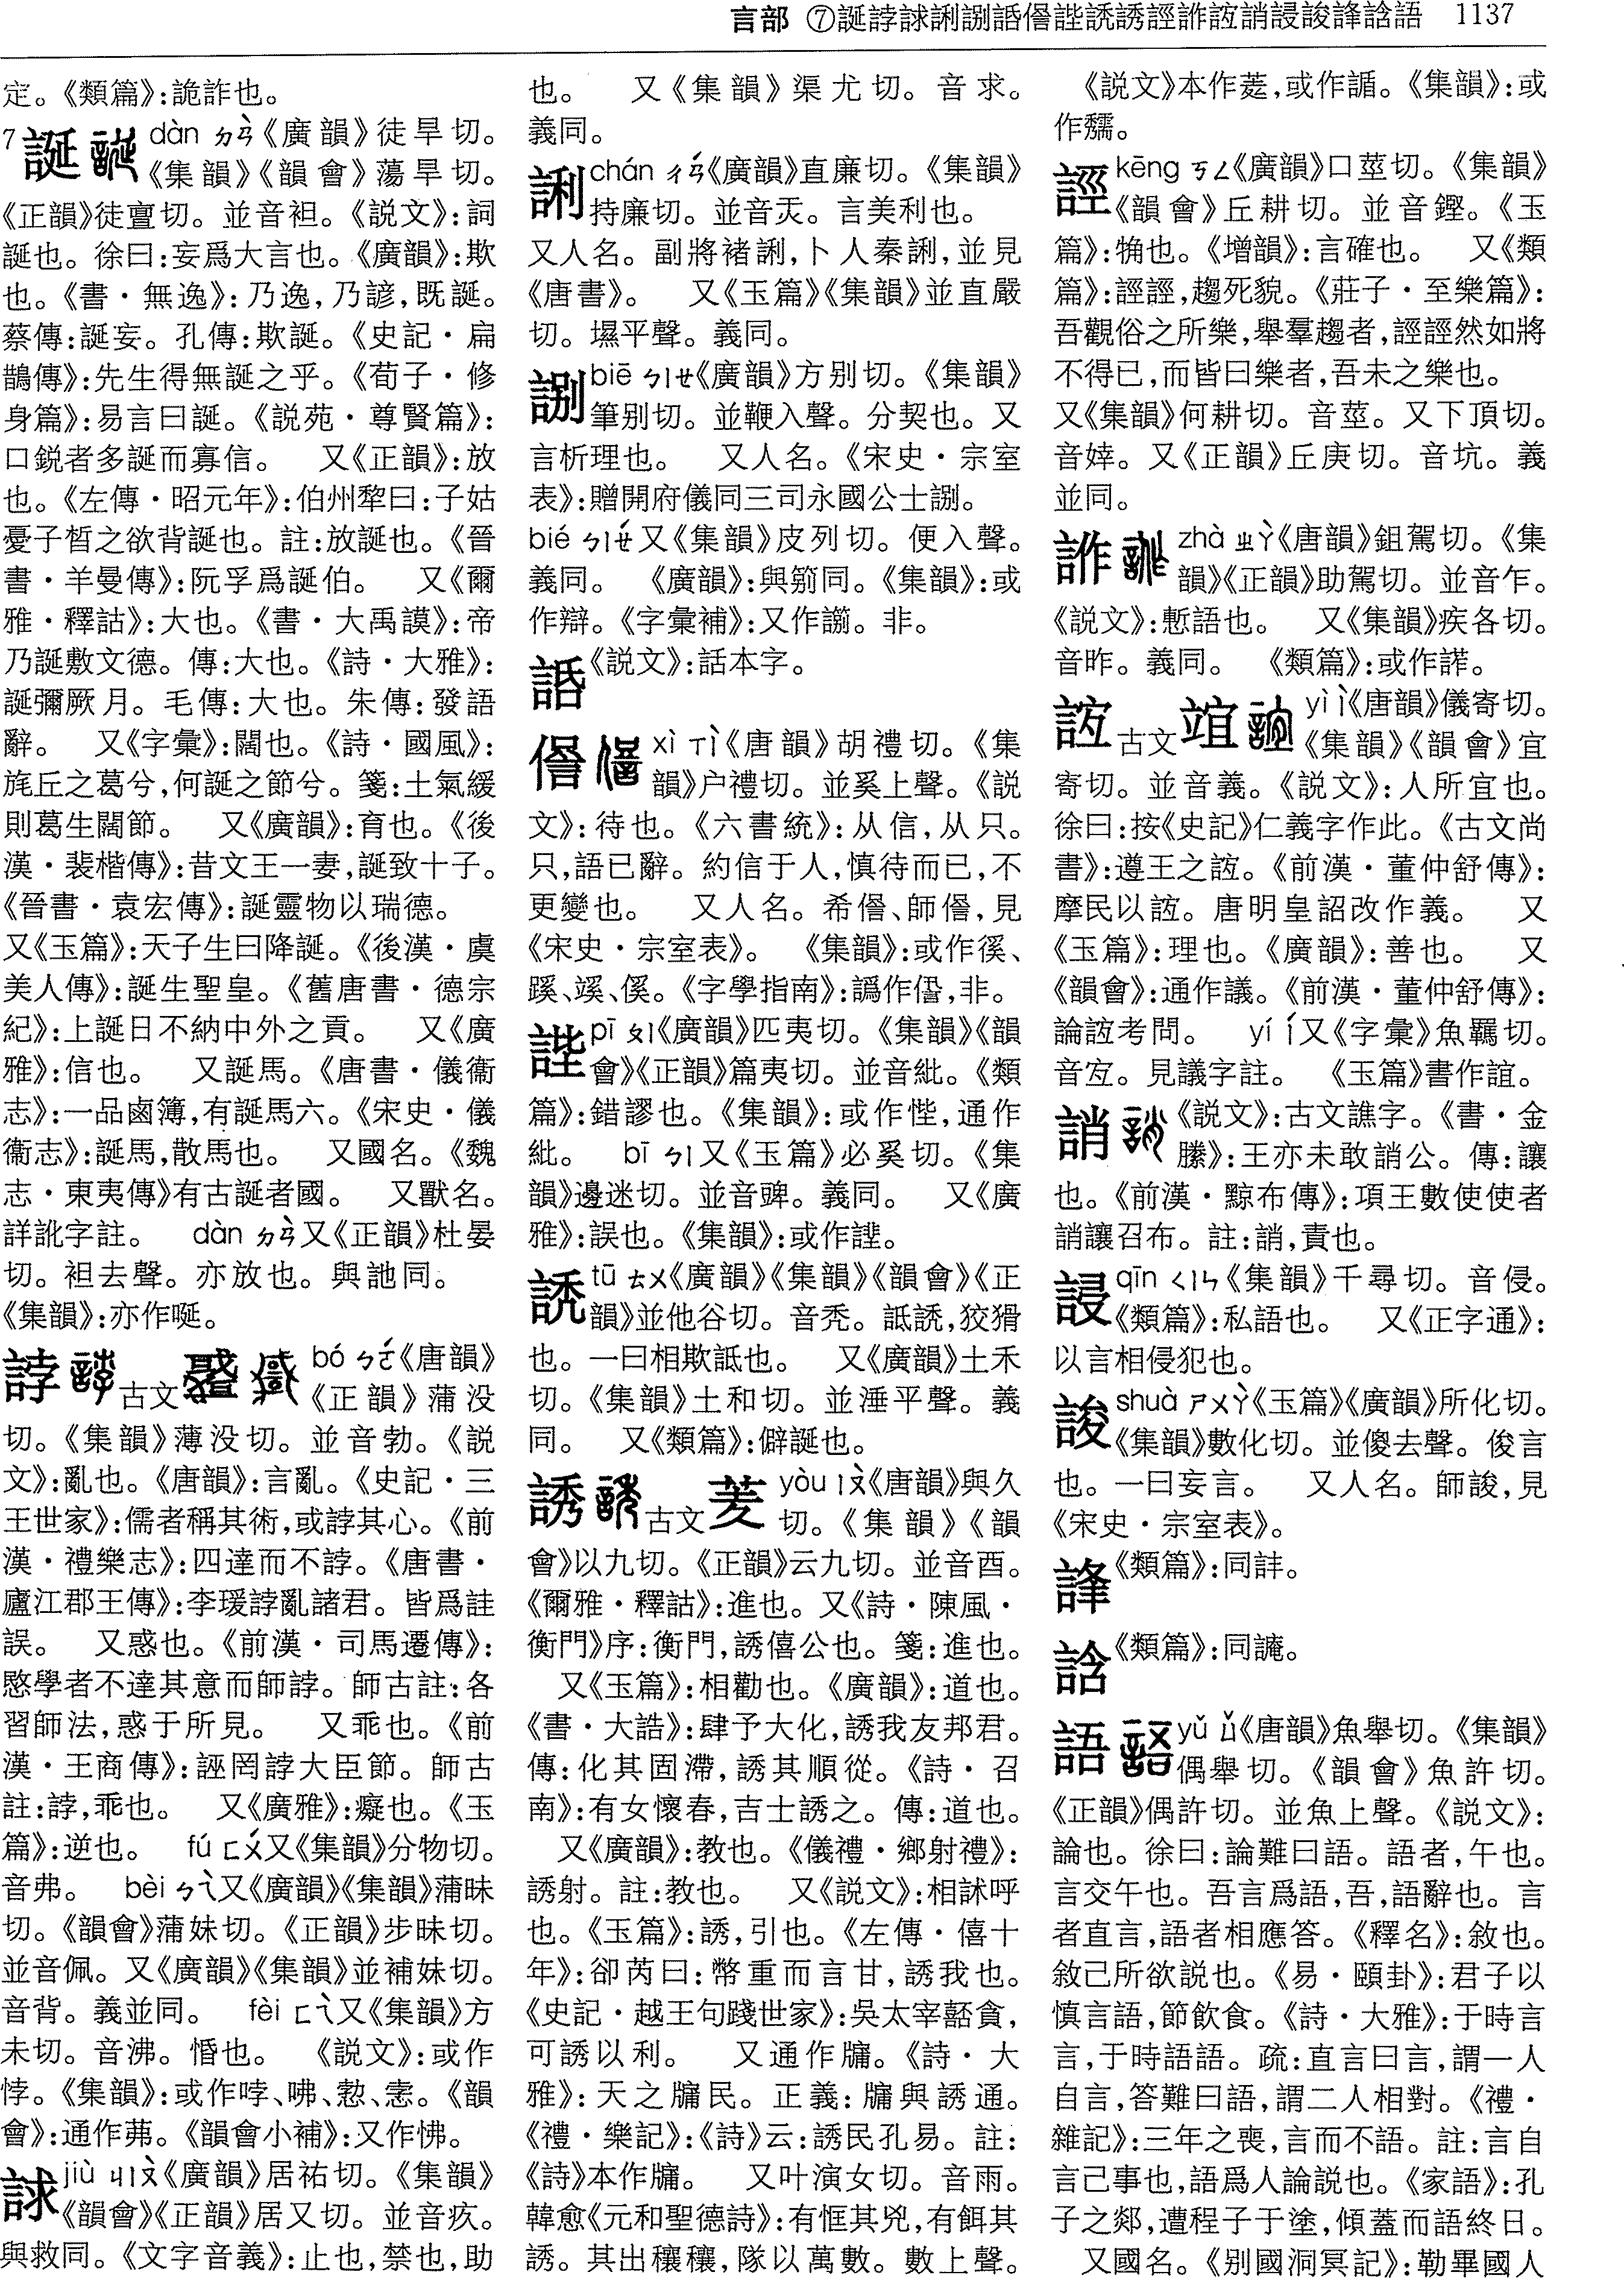 言部 ⑦誕誖訹誗誷䛡謑誰誘誘誙詐誼誚䛪誜𧧽䛳語 1137
定。《類篇》:詭詐也。
7 誕 dàn ㄉㄢˋ《廣韻》徒旱切。
《集韻》《韻會》蕩旱切。
《正韻》徒亶切。並音袒。《説文》:詞
誕也。徐曰:妄爲大言也。《廣韻》:欺
也。《書·無逸》:乃逸,乃諺,既誕。
蔡傳:誕妄。孔傳:欺誕。《史記·扁
鵲傳》:先生得無誕之乎。《荀子·修
身篇》:易言曰誕。《説苑·尊賢篇》:
口鋭者多誕而寡信。 又《正韻》:放
也。《左傳·昭元年》:伯州犂曰:子姑
憂子晳之欲背誕也。註:放誕也。《晉
書·羊曼傳》:阮孚爲誕伯。 又《爾
雅·釋詁》:大也。《書·大禹謨》:帝
乃誕敷文德。傳:大也。《詩·大雅》:
誕彌厥月。毛傳:大也。朱傳:發語
辭。 又《字彙》:闊也。《詩·國風》:
旄丘之葛兮,何誕之節兮。箋:土氣緩
則葛生闊節。 又《廣韻》:育也。《後
漢·裴楷傳》:昔文王一妻,誕致十子。
《晉書·袁宏傳》:誕靈物以瑞德。
又《玉篇》:天子生曰降誕。《後漢·虞
美人傳》:誕生聖皇。《舊唐書·德宗
紀》:上誕日不納中外之貢。 又《廣
雅》:信也。 又誕馬。《唐書·儀衞
志》:一品鹵簿,有誕馬六。《宋史·儀
衞志》:誕馬,散馬也。 又國名。《魏
志·東夷傳》有古誕者國。 又獸名。
詳訛字註。 dàn ㄉㄢˋ又《正韻》杜晏
切。袒去聲。亦放也。與訑同。
《集韻》:亦作唌。
誖 古文 bó ㄅㄛˊ《唐韻》
《正韻》蒲没
切。《集韻》薄没切。並音勃。《説
文》:亂也。《唐韻》:言亂。《史記·三
王世家》:儒者稱其術,或誖其心。《前
漢·禮樂志》:四達而不誖。《唐書·
廬江郡王傳》:李瑗誖亂諸君。皆爲詿
誤。 又惑也。《前漢·司馬遷傳》:
愍學者不達其意而師誖。師古註:各
習師法,惑于所見。 又乖也。《前
漢·王商傳》:誣罔誖大臣節。師古
註:誖,乖也。 又《廣雅》:癡也。《玉
篇》:逆也。 fú ㄈㄨˊ又《集韻》分物切。
音弗。 bèi ㄅㄟˋ又《廣韻》《集韻》蒲昧
切。《韻會》蒲妹切。《正韻》步昧切。
並音佩。又《廣韻》《集韻》並補妹切。
音背。義並同。 fèi ㄈㄟˋ又《集韻》方
未切。音沸。惛也。 《説文》:或作
悖。《集韻》:或作哱、咈、愂、㥄。《韻
會》:通作茀。《韻會小補》:又作怫。
䛮 jiù ㄐㄧㄡˋ《廣韻》居祐切。《集韻》
《韻會》《正韻》居又切。並音疚。
與救同。《文字音義》:止也,禁也,助
也。 又《集韻》渠尤切。音求。
義同。
誗 chán ㄔㄢˊ《廣韻》直廉切。《集韻》
持廉切。並音灵。言美利也。
又人名。副將褚誗,卜人秦誗,並見
《唐書》。 又《玉篇》《集韻》並直嚴
切。㙷平聲。義同。
𧧸 biē ㄅㄧㄝ《廣韻》方别切。《集韻》
筆别切。並鞭入聲。分契也。又
言析理也。 又人名。《宋史·宗室
表》:贈開府儀同三司永國公士𧧸。
bié ㄅㄧㄝˊ又《集韻》皮列切。便入聲。
義同。 《廣韻》:與莂同。《集韻》:或
作辯。《字彙補》:又作䛒。非。
𧨃 《説文》:話本字。
㑶 xì ㄒㄧˋ《唐韻》胡禮切。《集
韻》户禮切。並奚上聲。《説
文》:待也。《六書統》:从信,从只。
只,語已辭。約信于人,慎待而已,不
更變也。 又人名。希㑶、師㑶,見
《宋史·宗室表》。 《集韻》:或作徯、
蹊、䜁、傒。《字學指南》:譌作僭,非。
𧧺 pī ㄆㄧ《廣韻》匹夷切。《集韻》《韻
會》《正韻》篇夷切。並音紕。《類
篇》:錯謬也。《集韻》:或作悂,通作
紕。 bī ㄅㄧ又《玉篇》必奚切。《集
韻》邊迷切。並音豍。義同。 又《廣
雅》:誤也。《集韻》:或作䛈。
䛢 tū ㄊㄨ《廣韻》《集韻》《韻會》《正
韻》並他谷切。音秃。詆䛢,狡猾
也。一曰相欺詆也。 又《廣韻》土禾
切。《集韻》土和切。並涶平聲。義
同。 又《類篇》:僻誕也。
誘 古文 yòu ㄧㄡˋ《唐韻》與久
切。《集韻》《韻
會》以九切。《正韻》云九切。並音酉。
《爾雅·釋詁》:進也。又《詩·陳風·
衡門》序:衡門,誘僖公也。箋:進也。
又《玉篇》:相勸也。《廣韻》:道也。
《書·大誥》:肆予大化,誘我友邦君。
傳:化其固滯,誘其順從。《詩·召
南》:有女懷春,吉士誘之。傳:道也。
又《廣韻》:教也。《儀禮·鄉射禮》:
誘射。註:教也。 又《説文》:相訹呼
也。《玉篇》:誘,引也。《左傳·僖十
年》:卻芮曰:幣重而言甘,誘我也。
《史記·越王句踐世家》:吳太宰嚭貪,
可誘以利。 又通作牖。《詩·大
雅》:天之牖民。正義:牖與誘通。
《禮·樂記》:《詩》云:誘民孔易。註:
《詩》本作牖。 又叶演女切。音雨。
韓愈《元和聖德詩》:有恇其兇,有餌其
誘。其出穰穰,隊以萬數。數上聲。
《説文》本作䍻,或作䛻。《集韻》:或
作䛬。
誙 kēng ㄎㄥ《廣韻》口莖切。《集韻》
《韻會》丘耕切。並音鏗。《玉
篇》:㹗也。《增韻》:言確也。 又《類
篇》:誙誙,趨死貌。《莊子·至樂篇》:
吾觀俗之所樂,舉羣趨者,誙誙然如將
不得已,而皆曰樂者,吾未之樂也。
又《集韻》何耕切。音莖。又下頂切。
音婞。又《正韻》丘庚切。音坑。義
並同。
詐 zhà ㄓㄚˋ《唐韻》鉏駕切。《集
韻》《正韻》助駕切。並音乍。
《説文》:慙語也。 又《集韻》疾各切。
音昨。義同。 《類篇》:或作䛫。
𧧼 古文 yì ㄧˋ《唐韻》儀寄切。
《集韻》《韻會》宜
寄切。並音義。《説文》:人所宜也。
徐曰:按《史記》仁義字作此。《古文尚
書》:遵王之𧧼。《前漢·董仲舒傳》:
摩民以𧧼。唐明皇詔改作義。 又
《玉篇》:理也。《廣韻》:善也。 又
《韻會》:通作議。《前漢·董仲舒傳》:
論𧧼考問。 yí ㄧˊ又《字彙》魚羈切。
音宐。見議字註。 《玉篇》書作誼。
誚 《説文》:古文譙字。《書·金
縢》:王亦未敢誚公。傳:讓
也。《前漢·黥布傳》:項王數使使者
誚讓召布。註:誚,責也。
䛖 qīn ㄑㄧㄣ《集韻》千尋切。音侵。
《類篇》:私語也。 又《正字通》:
以言相侵犯也。
誜 shuà ㄕㄨㄚˋ《玉篇》《廣韻》所化切。
《集韻》數化切。並傻去聲。俊言
也。一曰妄言。 又人名。師誜,見
《宋史·宗室表》。
𧧽 《類篇》:同詳。
䛳 《類篇》:同䛳。
語 yǔ ㄩˇ《唐韻》魚舉切。《集韻》
偶舉切。《韻會》魚許切。
《正韻》偶許切。並魚上聲。《説文》:
論也。徐曰:論難曰語。語者,午也。
言交午也。吾言爲語,吾,語辭也。言
者直言,語者相應答。《釋名》:敘也。
敘己所欲説也。《易·頤卦》:君子以
慎言語,節飲食。《詩·大雅》:于時言
言,于時語語。疏:直言曰言,謂一人
自言,答難曰語,謂二人相對。《禮·
雜記》:三年之喪,言而不語。註:言自
言己事也,語爲人論説也。《家語》:孔
子之郯,遭程子于塗,傾蓋而語終日。
又國名。《别國洞冥記》:勒畢國人